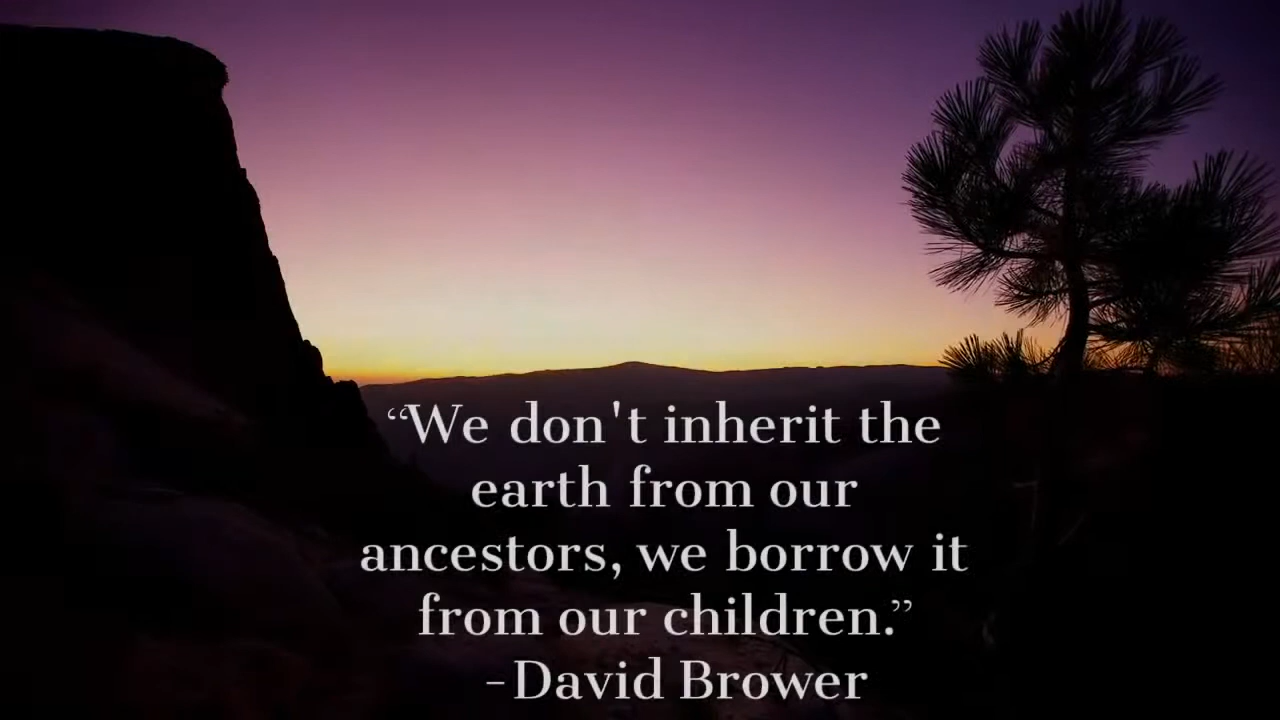 “We don't inherit the
earth from our
ancestors, we borrow it
from our children.”
-David Brower